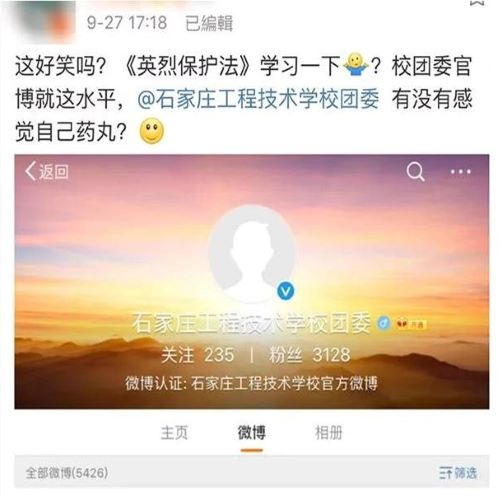 9-27 17:18 已編輯
这好笑吗？《英烈保护法》学习一下🤷？校团委官
博就这水平，@石家庄工程技术学校团委 有没有感
觉自己药丸？🙂
返回
石家庄工程技术学校团委
关注 235 | 粉丝 3128
微博认证: 石家庄工程技术学校官方微博
主页 微博 相册
全部微博(5426) 筛选